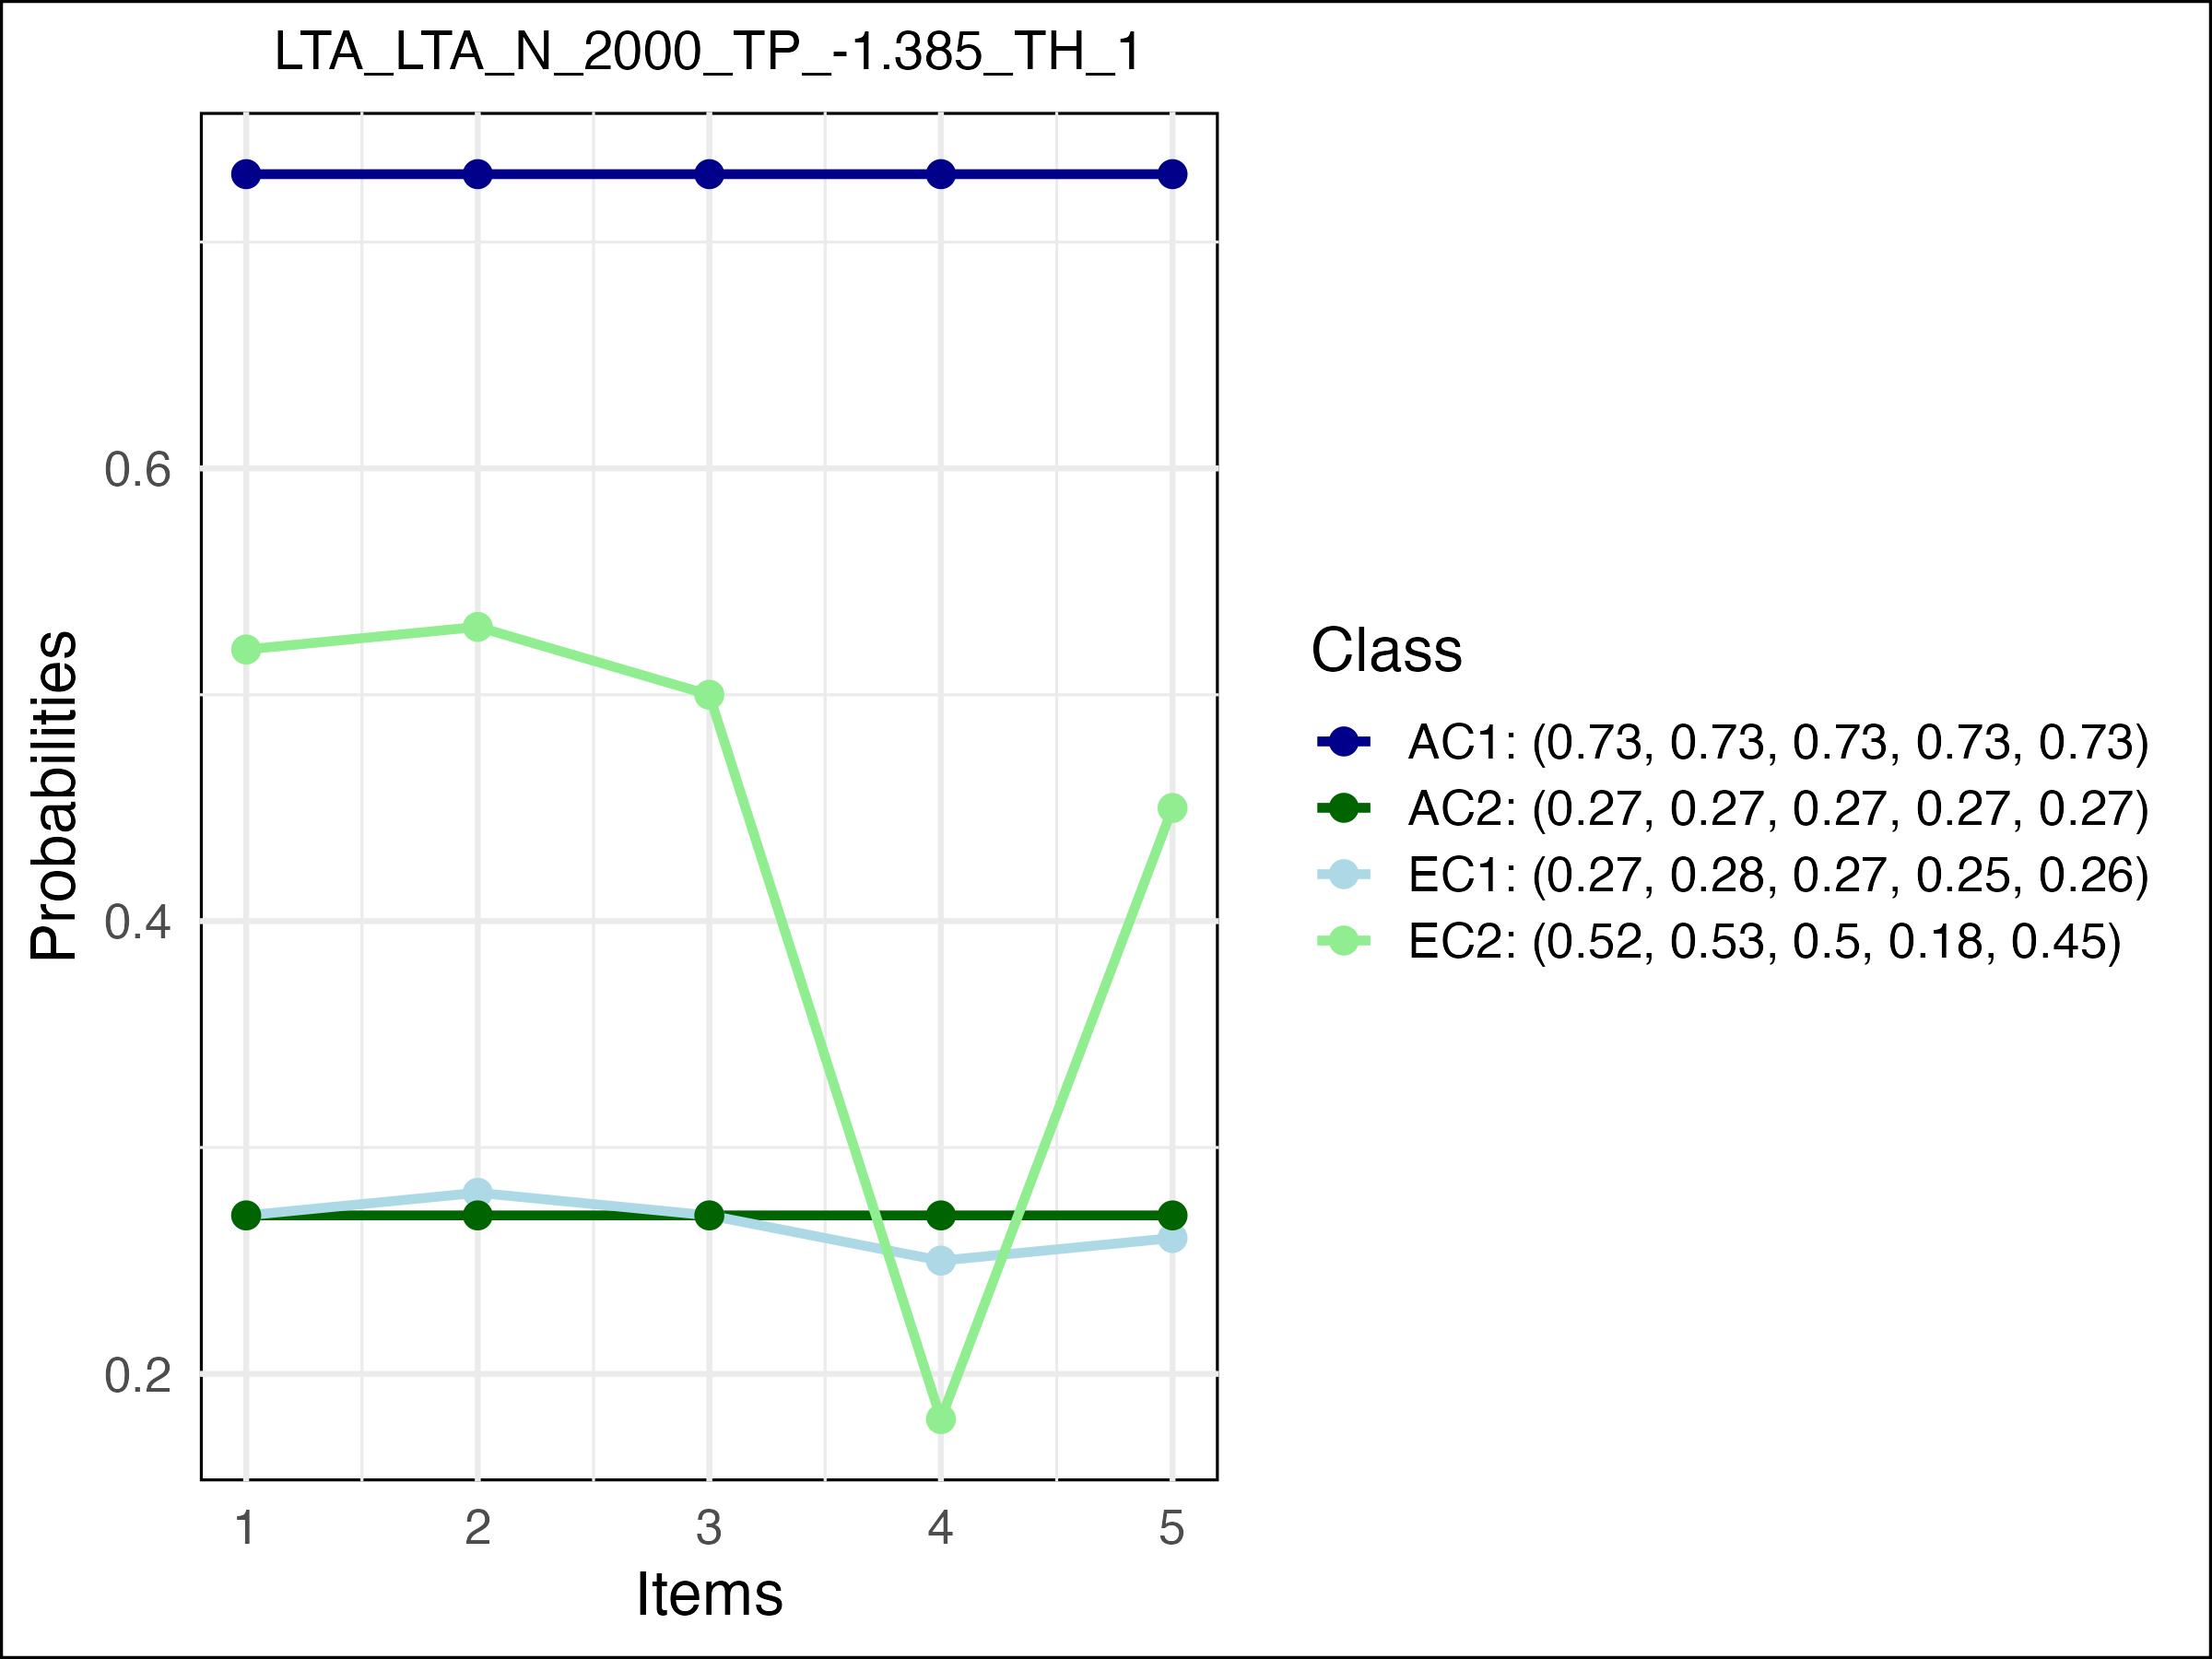 LTA_LTA_N_2000_TP_-1.385_TH_1
Probabilities
0.6
0.4
0.2
1 2 3 4 5
Items
Class
AC1: (0.73, 0.73, 0.73, 0.73, 0.73)
AC2: (0.27, 0.27, 0.27, 0.27, 0.27)
EC1: (0.27, 0.28, 0.27, 0.25, 0.26)
EC2: (0.52, 0.53, 0.5, 0.18, 0.45)